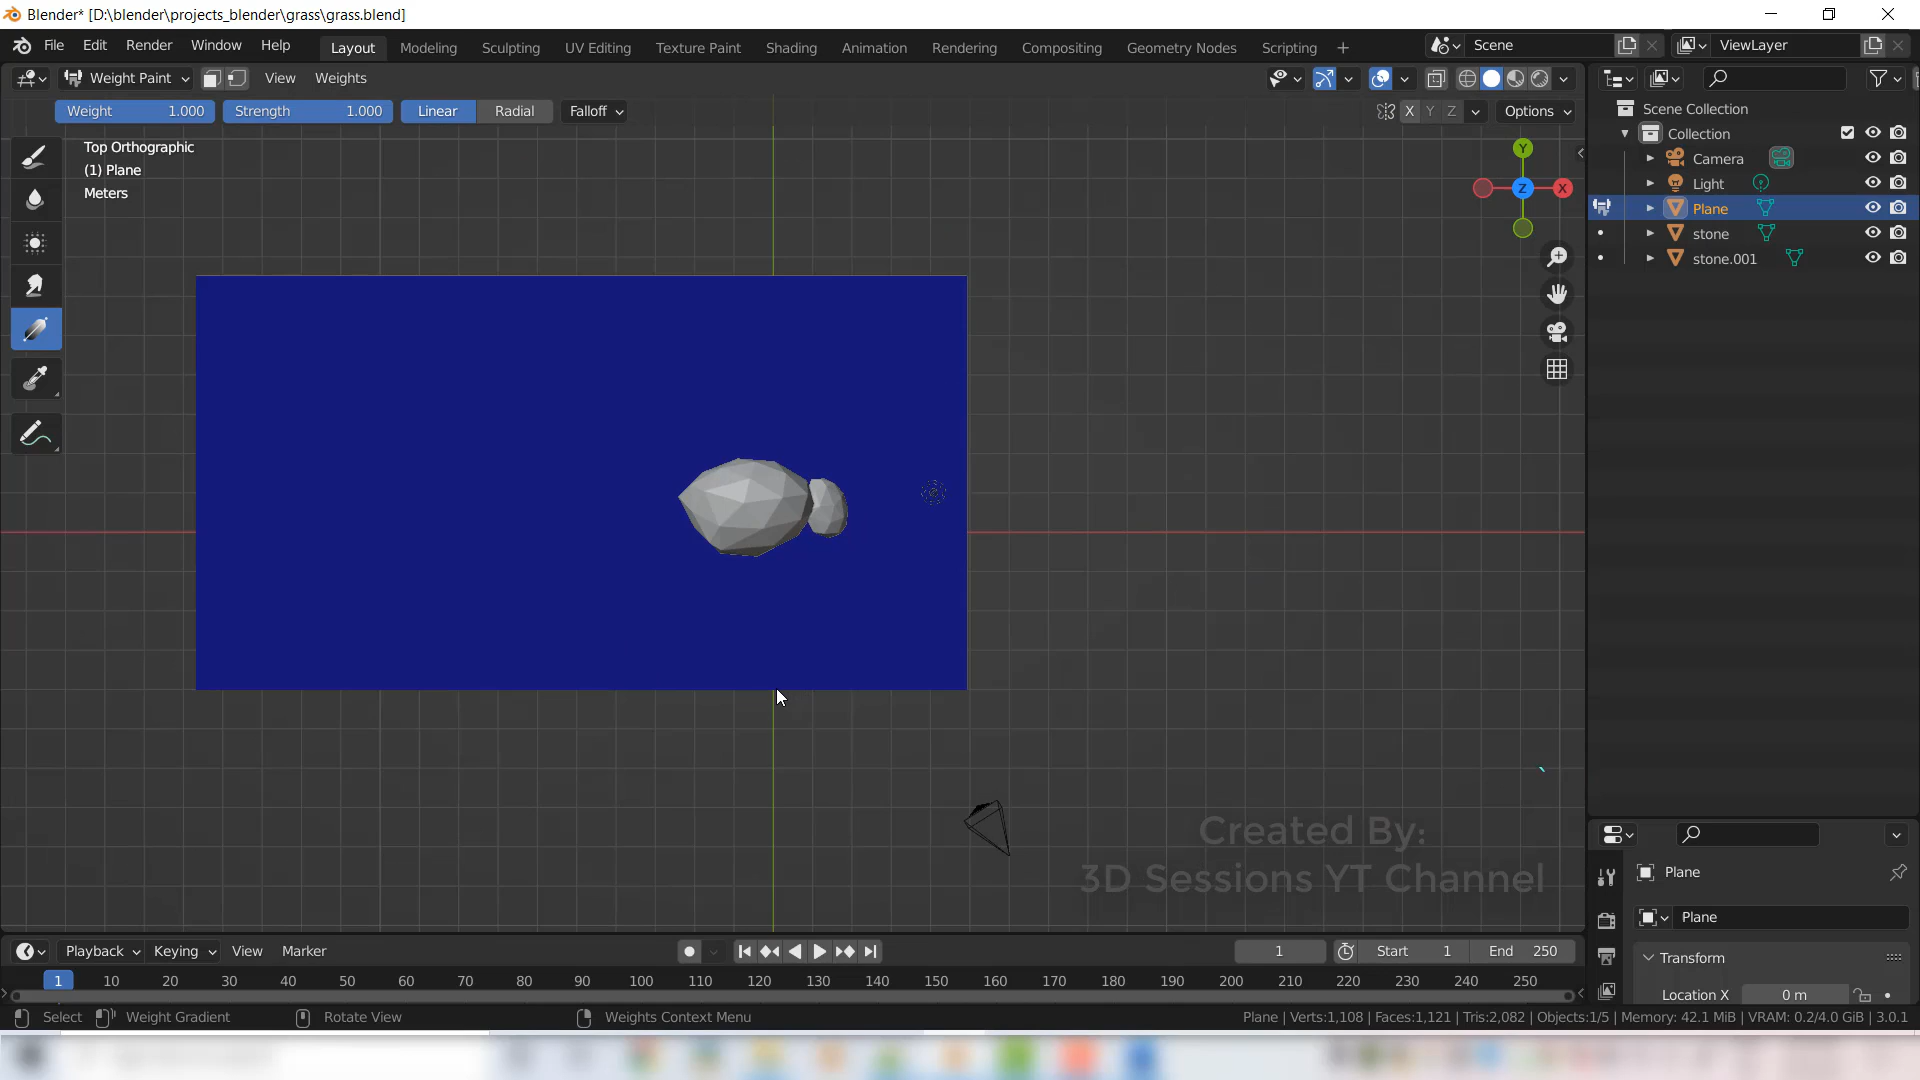 Blender* [D:\blender\projects_blender\grass\grass.blend]
File Edit Render Window Help Layout Modeling Sculpting UV Editing Texture Paint Shading Animation Rendering Compositing Geometry Nodes Scripting + Scene ViewLayer
Weight Paint View Weights
Weight 1.000 Strength 1.000 Linear Radial Falloff X Y Z Options
Top Orthographic
(1) Plane
Meters
Y
Z
X
Scene Collection
Collection
Camera
Light
Plane
stone
stone.001
Created By:
3D Sessions YT Channel
Plane
Plane
Transform
Location X 0 m
Playback Keying View Marker 1 Start 1 End 250
1 10 20 30 40 50 60 70 80 90 100 110 120 130 140 150 160 170 180 190 200 210 220 230 240 250
Select Weight Gradient Rotate View Weights Context Menu Plane | Verts:1,108 | Faces:1,121 | Tris:2,082 | Objects:1/5 | Memory: 42.1 MiB | VRAM: 0.2/4.0 GiB | 3.0.1